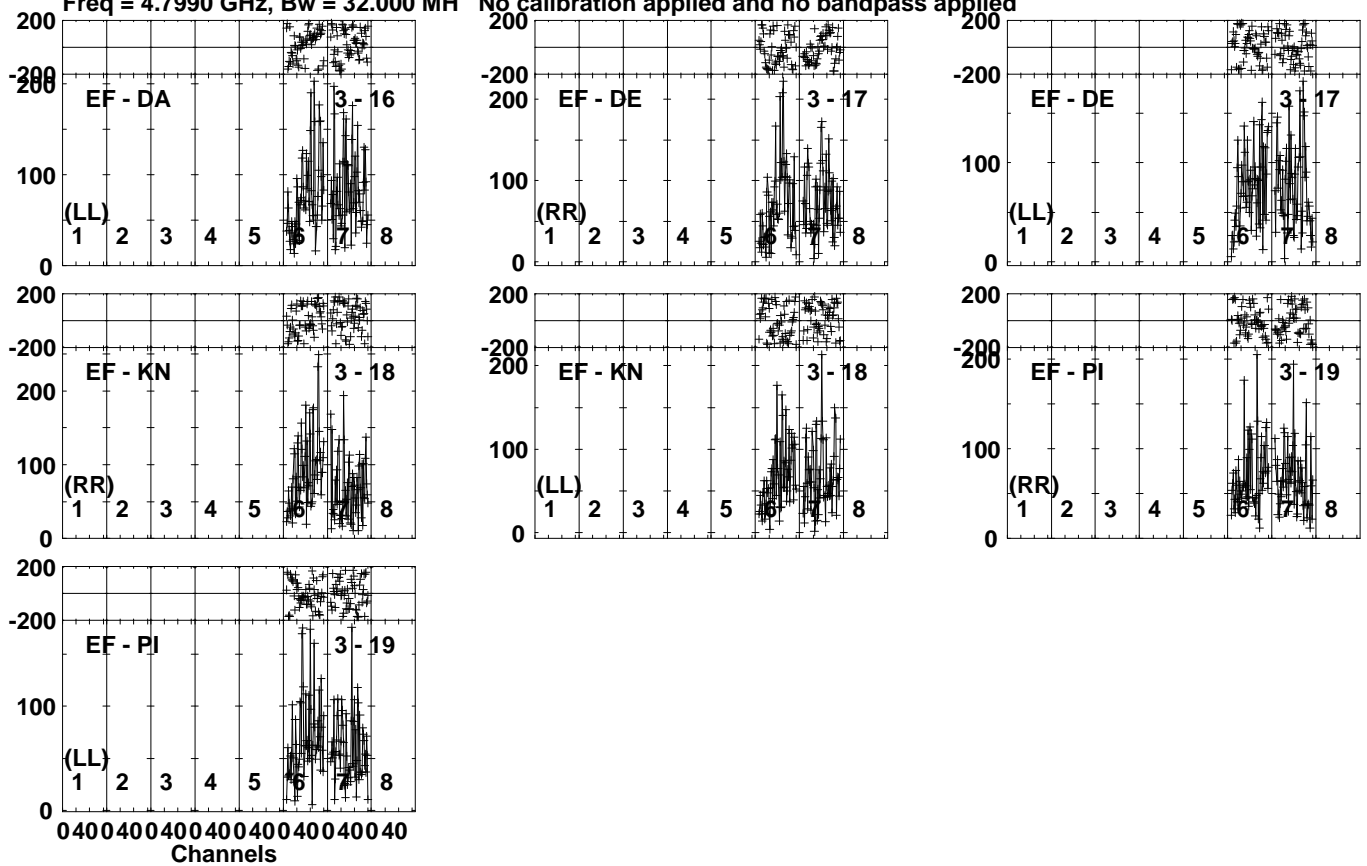 Freq = 4.7990 GHz, Bw = 32.000 MH No calibration applied and no bandpass applied
200
-200
200
EF - DA 3 - 16
100
(LL)
1 2 3 4 5 6 7 8
0
200
-200
200
EF - DE 3 - 17
100
(RR)
1 2 3 4 5 6 7 8
0
200
-200
200
EF - DE 3 - 17
100
(LL)
1 2 3 4 5 6 7 8
0
200
-200
EF - KN 3 - 18
200
100
(RR)
1 2 3 4 5 6 7 8
0
200
-200
200
EF - KN 3 - 18
100
(LL)
1 2 3 4 5 6 7 8
0
200
-200
200
EF - PI 3 - 19
100
(RR)
1 2 3 4 5 6 7 8
0
200
-200
EF - PI 3 - 19
100
(LL)
1 2 3 4 5 6 7 8
0
0 40 0 40 0 40 0 40 0 40 0 40 0 40 0 40
Channels